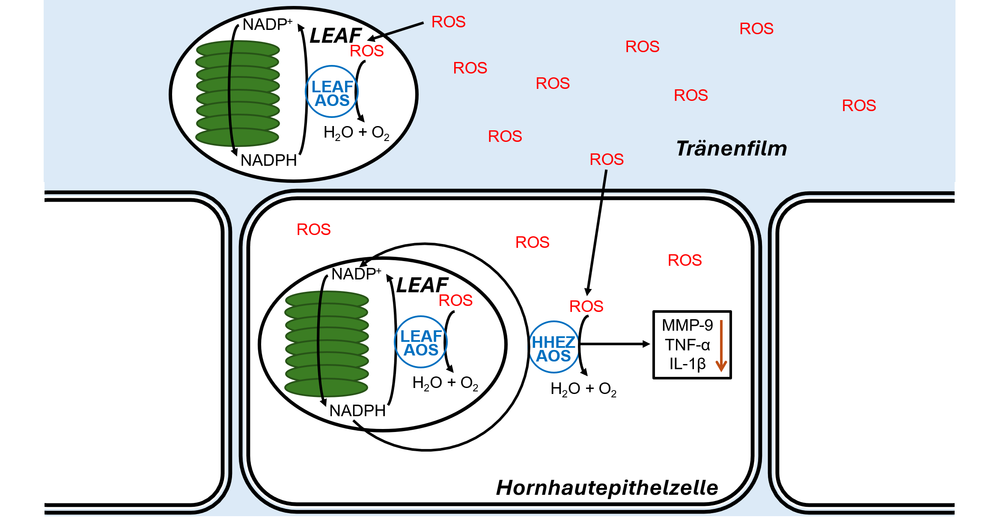 NADP⁺
LEAF
ROS
ROS
LEAF
AOS
H₂O + O₂
NADPH
ROS
ROS
ROS
ROS
ROS
ROS
ROS
Tränenfilm
ROS
ROS
ROS
ROS
NADP⁺
LEAF
ROS
LEAF
AOS
H₂O + O₂
NADPH
ROS
HHEZ
AOS
H₂O + O₂
MMP-9
TNF-α
IL-1β
Hornhautepithelzelle